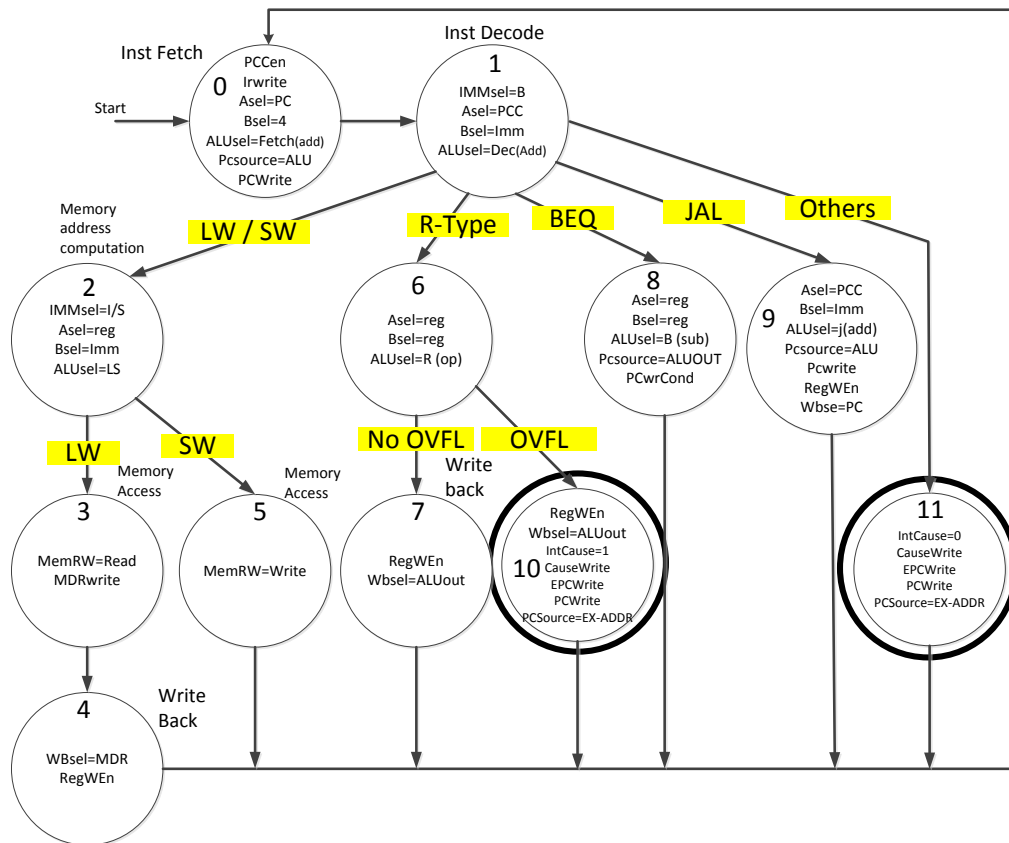 Inst Fetch
Inst Decode
Start
0
PCCen
Irwrite
Asel=PC
Bsel=4
ALUsel=Fetch(add)
Pcsource=ALU
PCWrite
1
IMMsel=B
Asel=PCC
Bsel=Imm
ALUsel=Dec(Add)
LW / SW
R-Type
BEQ
JAL
Others
Memory
address
computation
2
IMMsel=I/S
Asel=reg
Bsel=Imm
ALUsel=LS
6
Asel=reg
Bsel=reg
ALUsel=R (op)
8
Asel=reg
Bsel=reg
ALUsel=B (sub)
Pcsource=ALUOUT
PCwrCond
9
Asel=PCC
Bsel=Imm
ALUsel=j(add)
Pcsource=ALU
Pcwrite
RegWEn
Wbse=PC
LW
SW
No OVFL
OVFL
Memory
Access
Memory
Access
Write
back
3
MemRW=Read
MDRwrite
5
MemRW=Write
7
RegWEn
Wbsel=ALUout
10
RegWEn
Wbsel=ALUout
IntCause=1
CauseWrite
EPCWrite
PCWrite
PCSource=EX-ADDR
11
IntCause=0
CauseWrite
EPCWrite
PCWrite
PCSource=EX-ADDR
Write
Back
4
WBsel=MDR
RegWEn